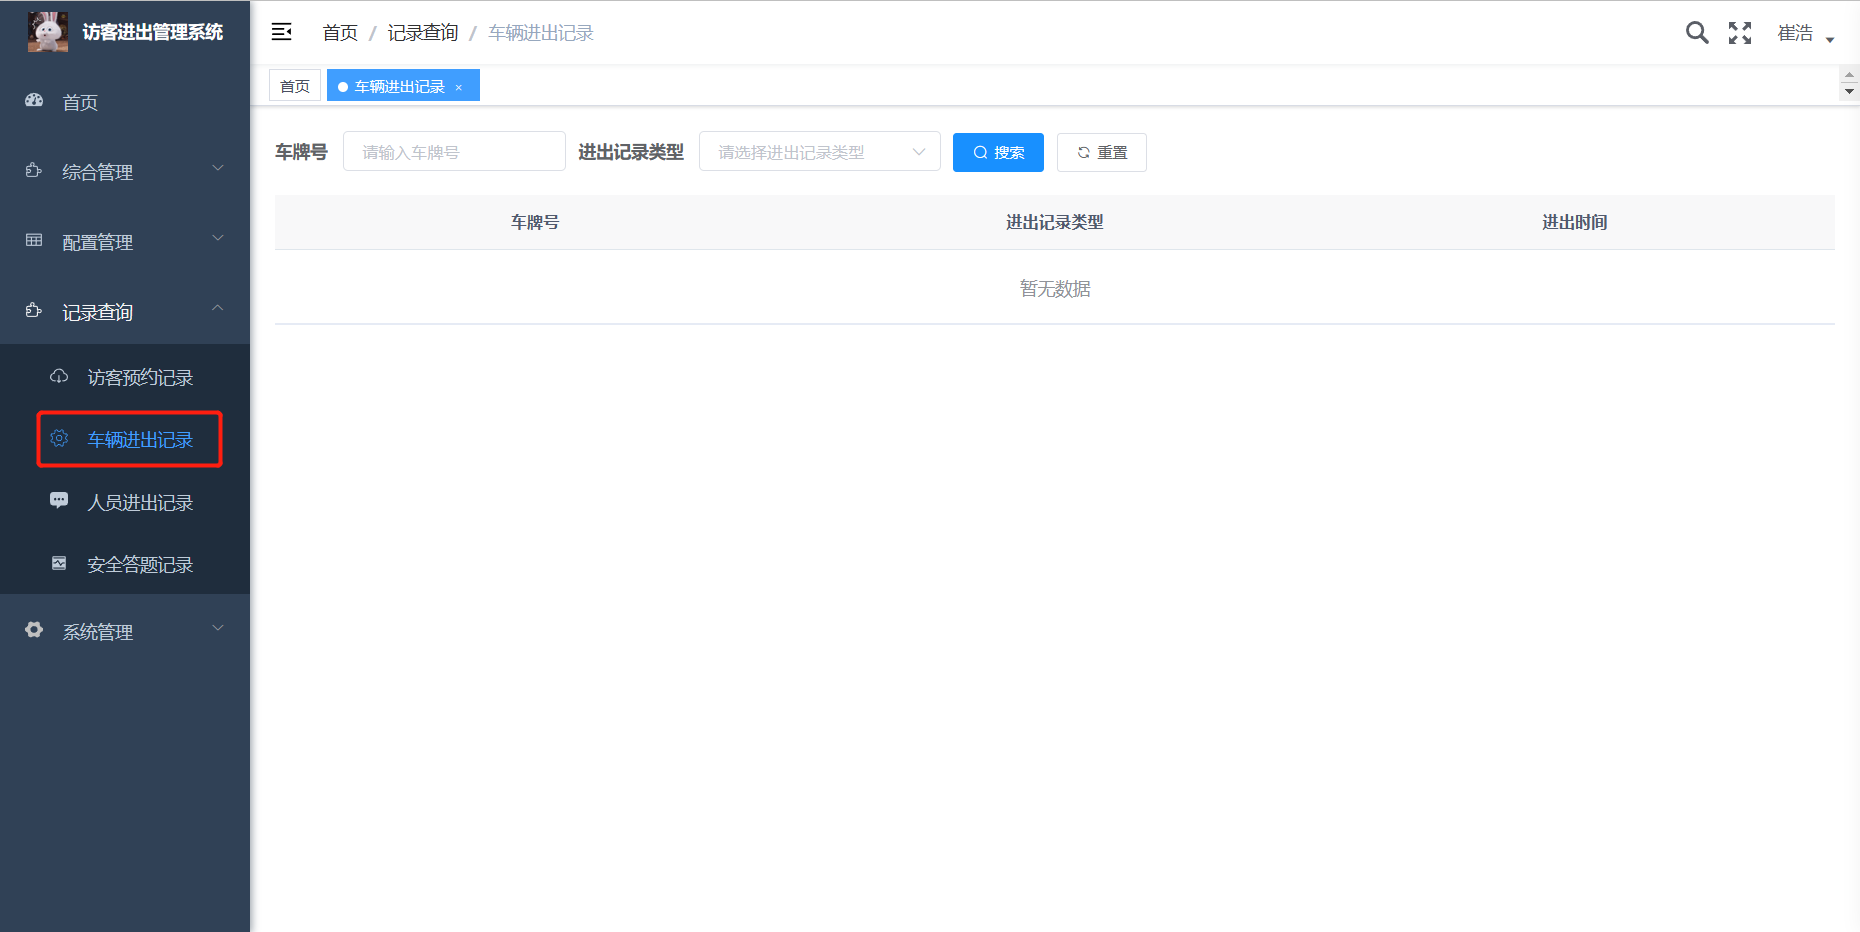 访客进出管理系统
首页
综合管理
配置管理
记录查询
访客预约记录
车辆进出记录
人员进出记录
安全答题记录
系统管理
首页 / 记录查询 / 车辆进出记录
崔浩
首页 车辆进出记录 ×
车牌号 请输入车牌号 进出记录类型 请选择进出记录类型 搜索 重置
车牌号 进出记录类型 进出时间
暂无数据